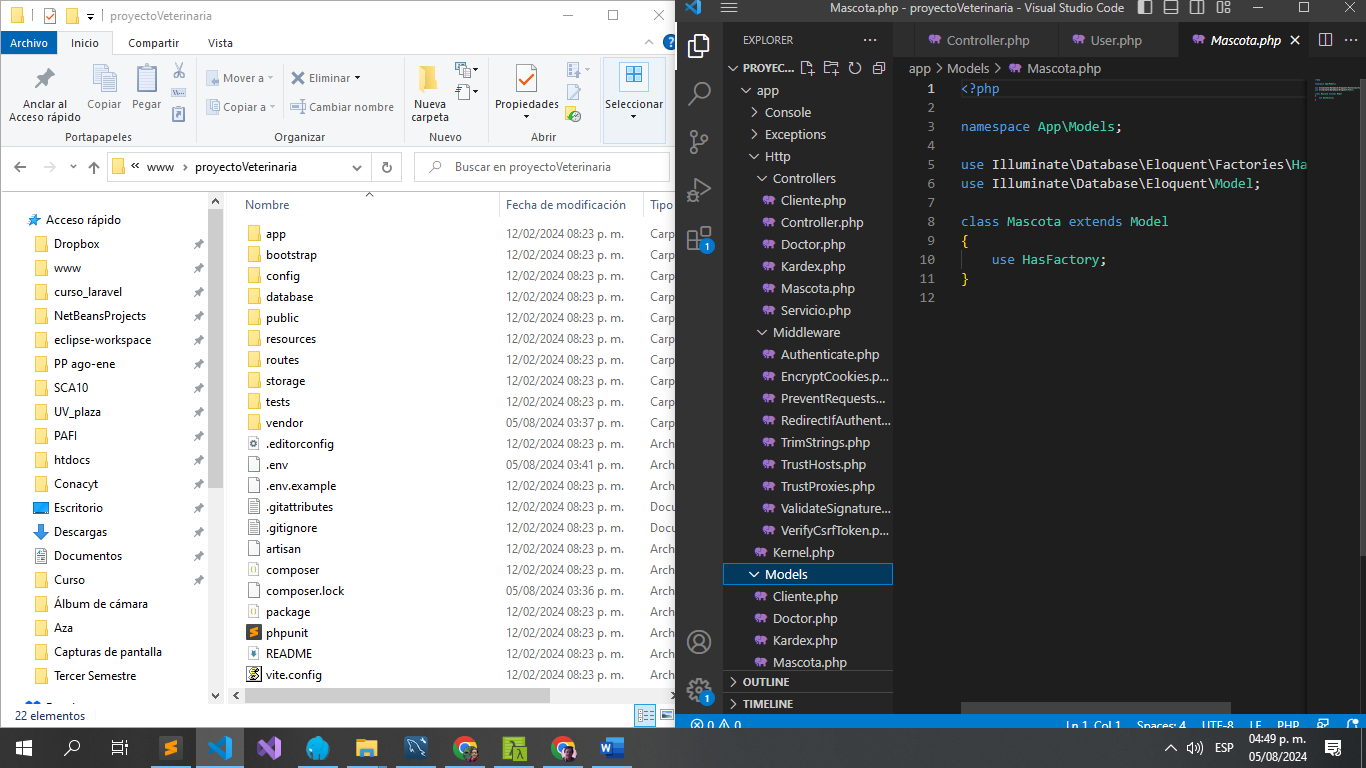 proyectoVeterinaria
Archivo Inicio Compartir Vista
Anclar al Acceso rápido
Copiar
Pegar
Mover a
Copiar a
Eliminar
Cambiar nombre
Nueva carpeta
Propiedades
Seleccionar
Portapapeles Organizar Nuevo Abrir
« www › proyectoVeterinaria
Buscar en proyectoVeterinaria
Acceso rápido
Dropbox
www
curso_laravel
NetBeansProjects
eclipse-workspace
PP ago-ene
SCA10
UV_plaza
PAFI
htdocs
Conacyt
Escritorio
Descargas
Documentos
Curso
Álbum de cámara
Aza
Capturas de pantalla
Tercer Semestre
Nombre Fecha de modificación Tipo
app 12/02/2024 08:23 p. m. Carp
bootstrap 12/02/2024 08:23 p. m. Carp
config 12/02/2024 08:23 p. m. Carp
database 12/02/2024 08:23 p. m. Carp
public 12/02/2024 08:23 p. m. Carp
resources 12/02/2024 08:23 p. m. Carp
routes 12/02/2024 08:23 p. m. Carp
storage 12/02/2024 08:23 p. m. Carp
tests 12/02/2024 08:23 p. m. Carp
vendor 05/08/2024 03:37 p. m. Carp
.editorconfig 12/02/2024 08:23 p. m. Arch
.env 05/08/2024 03:41 p. m. Arch
.env.example 12/02/2024 08:23 p. m. Arch
.gitattributes 12/02/2024 08:23 p. m. Docu
.gitignore 12/02/2024 08:23 p. m. Docu
artisan 12/02/2024 08:23 p. m. Arch
composer 12/02/2024 08:23 p. m. Arch
composer.lock 05/08/2024 03:36 p. m. Arch
package 12/02/2024 08:23 p. m. Arch
phpunit 12/02/2024 08:23 p. m. Arch
README 12/02/2024 08:23 p. m. Arch
vite.config 12/02/2024 08:23 p. m. Arch
22 elementos
Mascota.php - proyectoVeterinaria - Visual Studio Code
EXPLORER
PROYEC...
app
Console
Exceptions
Http
Controllers
Cliente.php
Controller.php
Doctor.php
Kardex.php
Mascota.php
Servicio.php
Middleware
Authenticate.php
EncryptCookies.p...
PreventRequests...
RedirectIfAuthent...
TrimStrings.php
TrustHosts.php
TrustProxies.php
ValidateSignature...
VerifyCsrfToken.p...
Kernel.php
Models
Cliente.php
Doctor.php
Kardex.php
Mascota.php
OUTLINE
TIMELINE
1
1
Controller.php User.php Mascota.php
app > Models > Mascota.php
1 <?php
2
3 namespace App\Models;
4
5 use Illuminate\Database\Eloquent\Factories\Ha
6 use Illuminate\Database\Eloquent\Model;
7
8 class Mascota extends Model
9 {
10 use HasFactory;
11 }
12
0 0 Ln 1, Col 1 Spaces: 4 UTF-8 LF PHP
ESP
04:49 p. m.
05/08/2024